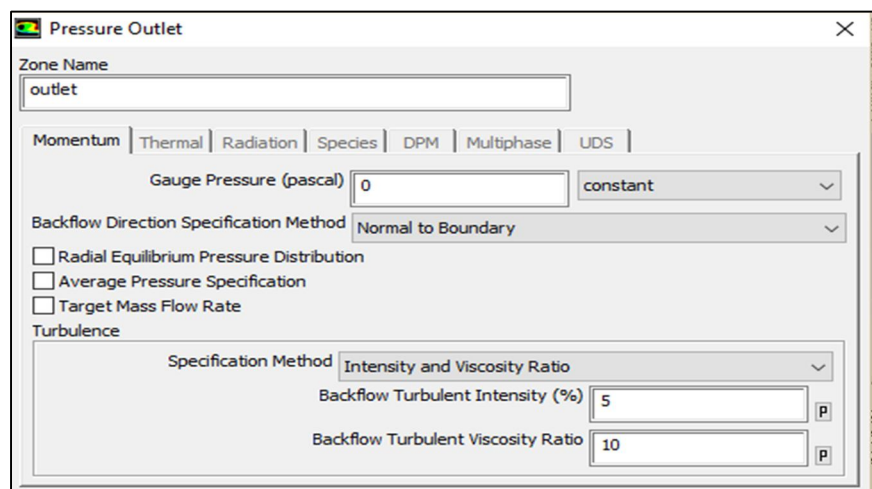 Pressure Outlet
Zone Name
outlet
Momentum Thermal Radiation Species DPM Multiphase UDS
Gauge Pressure (pascal) 0 constant
Backflow Direction Specification Method Normal to Boundary
Radial Equilibrium Pressure Distribution
Average Pressure Specification
Target Mass Flow Rate
Turbulence
Specification Method Intensity and Viscosity Ratio
Backflow Turbulent Intensity (%) 5 P
Backflow Turbulent Viscosity Ratio 10 P